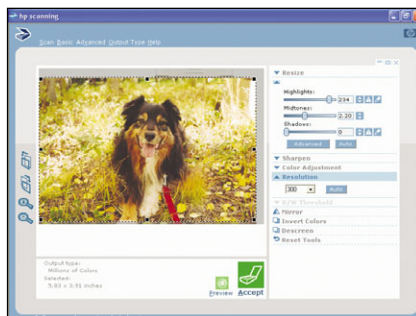 hp scanning
Scan Basic Advanced Output Type Help
Resize
Highlights:
234
Midtones:
2.20
Shadows:
0
Advanced Auto
Sharpen
Color Adjustment
Resolution
300 Auto
B/W Threshold
Mirror
Invert Colors
Descreen
Reset Tools
Output type:
Millions of Colors
Selected:
5.83 x 3.91 inches
Preview Accept